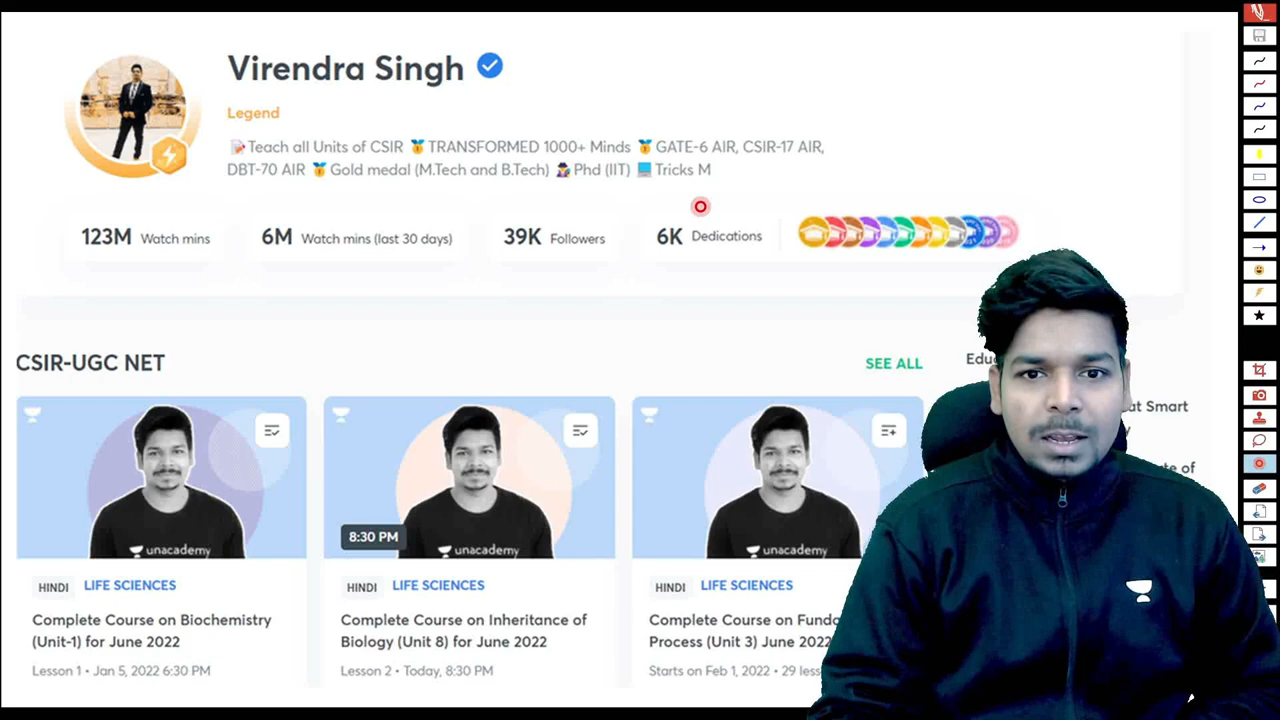 Virendra Singh
Legend
Teach all Units of CSIR 🥇TRANSFORMED 1000+ Minds 🥇GATE-6 AIR, CSIR-17 AIR,
DBT-70 AIR 🥇Gold medal (M.Tech and B.Tech) Phd (IIT) Tricks M
123M Watch mins 6M Watch mins (last 30 days) 39K Followers 6K Dedications
CSIR-UGC NET
SEE ALL
at Smart
unacademy unacademy unacademy
8:30 PM
HINDI LIFE SCIENCES HINDI LIFE SCIENCES HINDI LIFE SCIENCES
Complete Course on Biochemistry
(Unit-1) for June 2022
Lesson 1 • Jan 5, 2022 6:30 PM
Complete Course on Inheritance of
Biology (Unit 8) for June 2022
Lesson 2 • Today, 8:30 PM
Complete Course on
Process (Unit 3) June 2022
Starts on Feb 1, 2022 • 29